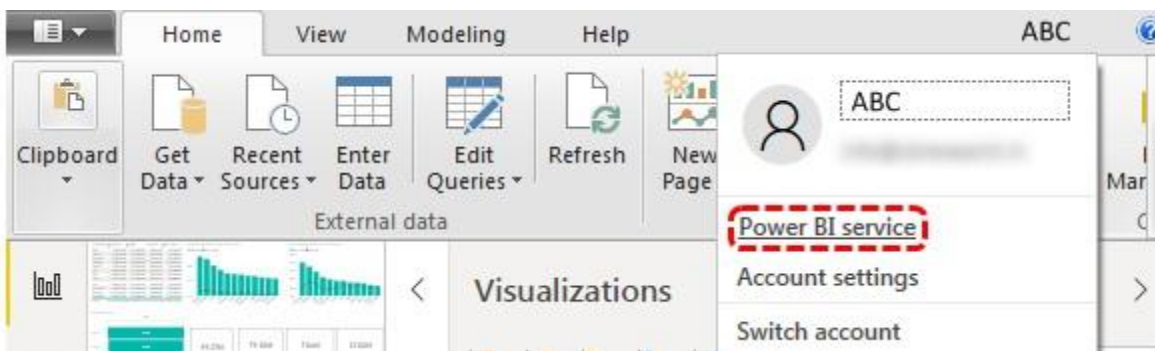 Home View Modeling Help ABC
ABC
Clipboard Get Data Recent Sources Enter Data Edit Queries Refresh New Page
External data
Power BI service
Account settings
Visualizations
Switch account